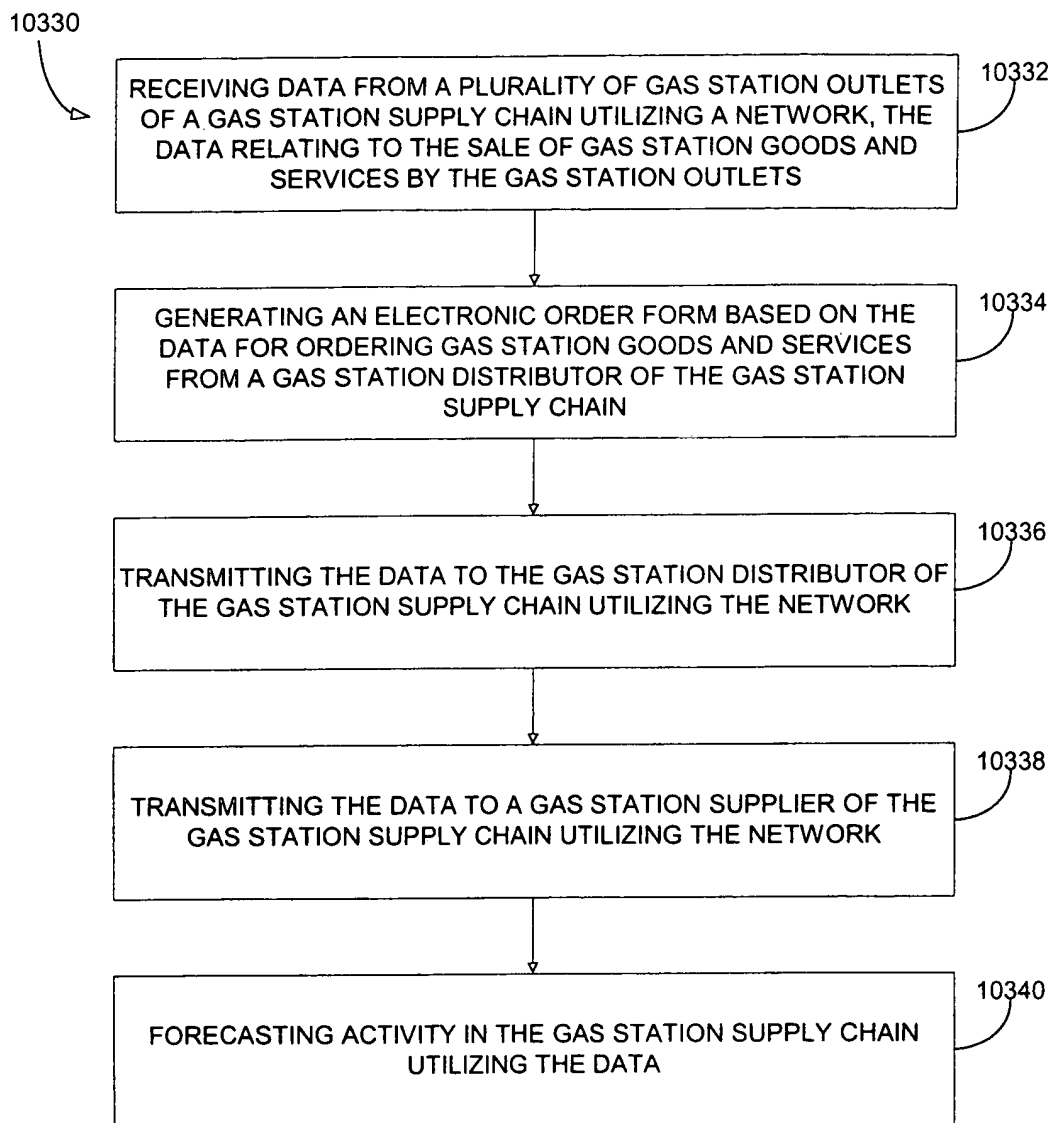 10330
RECEIVING DATA FROM A PLURALITY OF GAS STATION OUTLETS
OF A GAS STATION SUPPLY CHAIN UTILIZING A NETWORK, THE
DATA RELATING TO THE SALE OF GAS STATION GOODS AND
SERVICES BY THE GAS STATION OUTLETS
10332
GENERATING AN ELECTRONIC ORDER FORM BASED ON THE
DATA FOR ORDERING GAS STATION GOODS AND SERVICES
FROM A GAS STATION DISTRIBUTOR OF THE GAS STATION
SUPPLY CHAIN
10334
TRANSMITTING THE DATA TO THE GAS STATION DISTRIBUTOR OF
THE GAS STATION SUPPLY CHAIN UTILIZING THE NETWORK
10336
TRANSMITTING THE DATA TO A GAS STATION SUPPLIER OF THE
GAS STATION SUPPLY CHAIN UTILIZING THE NETWORK
10338
FORECASTING ACTIVITY IN THE GAS STATION SUPPLY CHAIN
UTILIZING THE DATA
10340